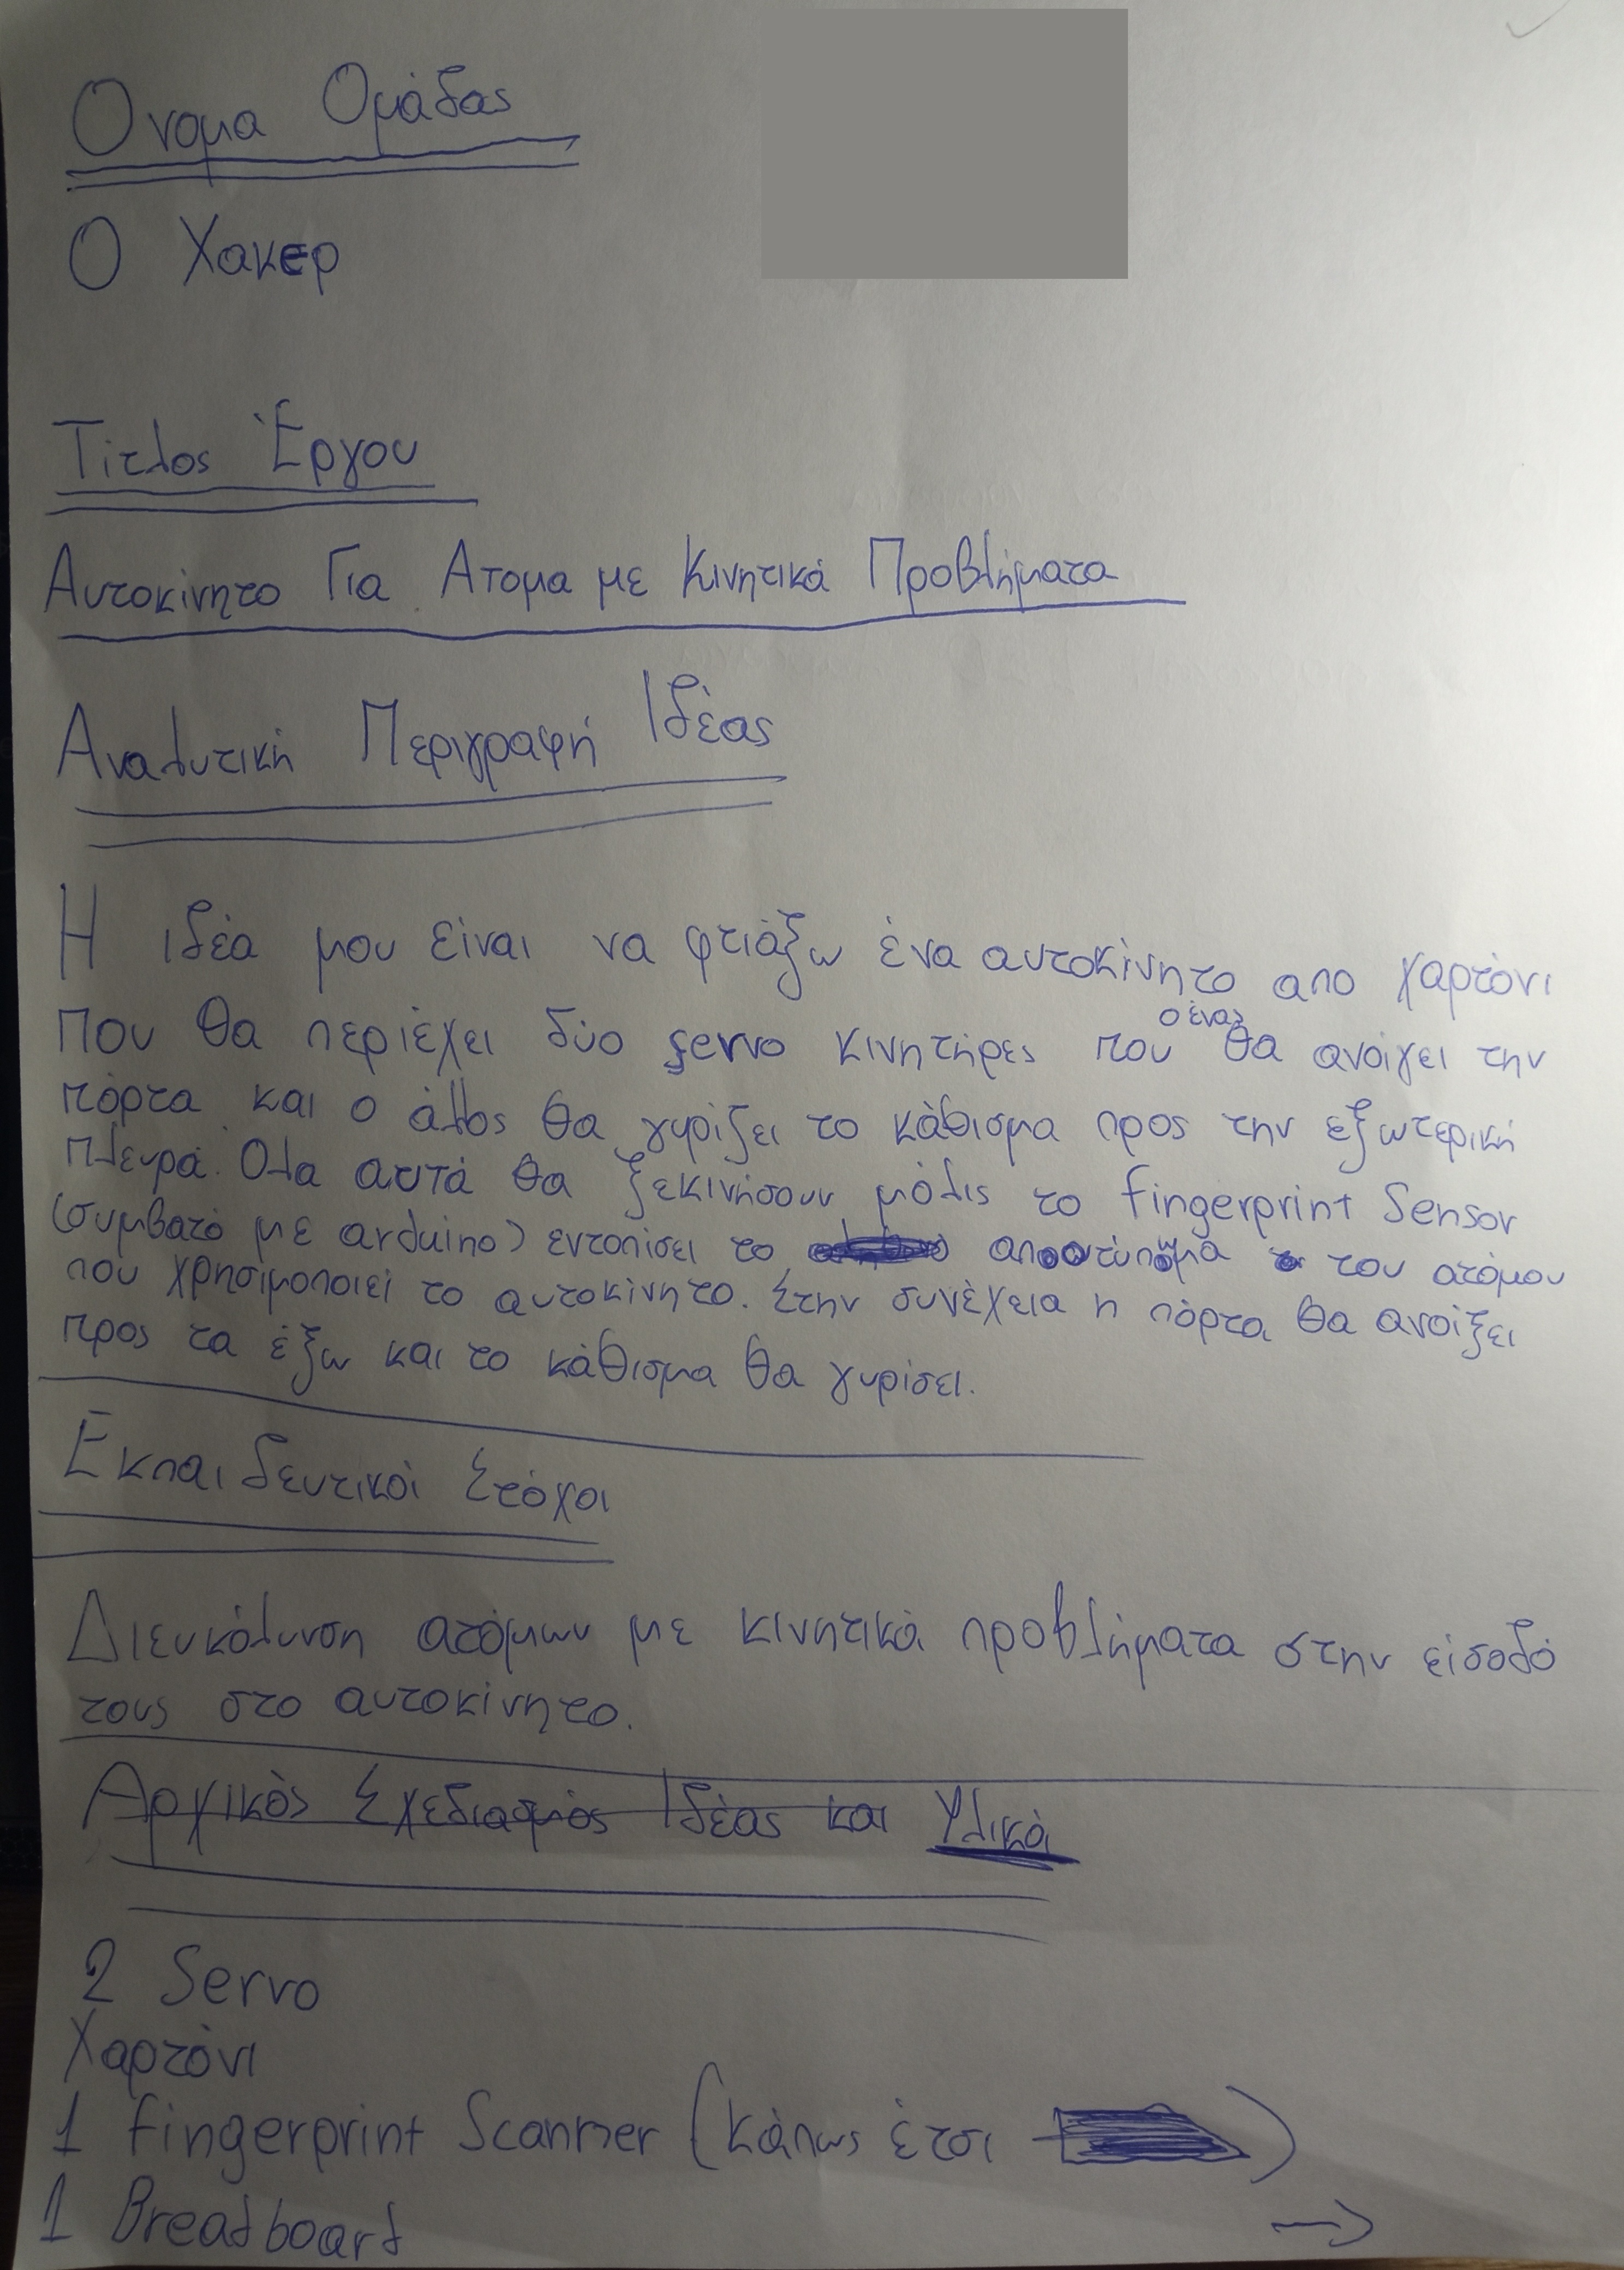 Ονομα Ομάδας
Ο Χακερ
Τίτλος Έργου
Αυτοκίνητο Για Ατομα με Κινητικά Προβλήματα
Αναλυτική Περιγραφή Ιδέας
Η ιδέα μου είναι να φτιάξω ένα αυτοκίνητο απο χαρτόνι
που θα περιέχει δύο servo κινητήρες που ο ένας θα ανοίγει την
πόρτα και ο άλλος θα γυρίζει το κάθισμα προς την εξωτερική
πλευρά. Ολα αυτά θα ξεκινήσουν μόλις το fingerprint Sensor
(συμβατό με arduino) εντοπίσει το αποτύπωμα του ατόμου
που χρησιμοποιεί το αυτοκίνητο. Στην συνέχεια η πόρτα θα ανοίξει
προς τα έξω και το κάθισμα θα γυρίσει.
Εκπαιδευτικοί Στόχοι
Διευκόλυνση ατόμων με κινητικά προβλήματα στην είσοδό
τους στο αυτοκίνητο.
Αρχικός Σχεδιασμός Ιδέας και Υλικά
2 Servo
Χαρτόνι
1 fingerprint Scanner (Κάπως έτσι )
1 Breadboard
→